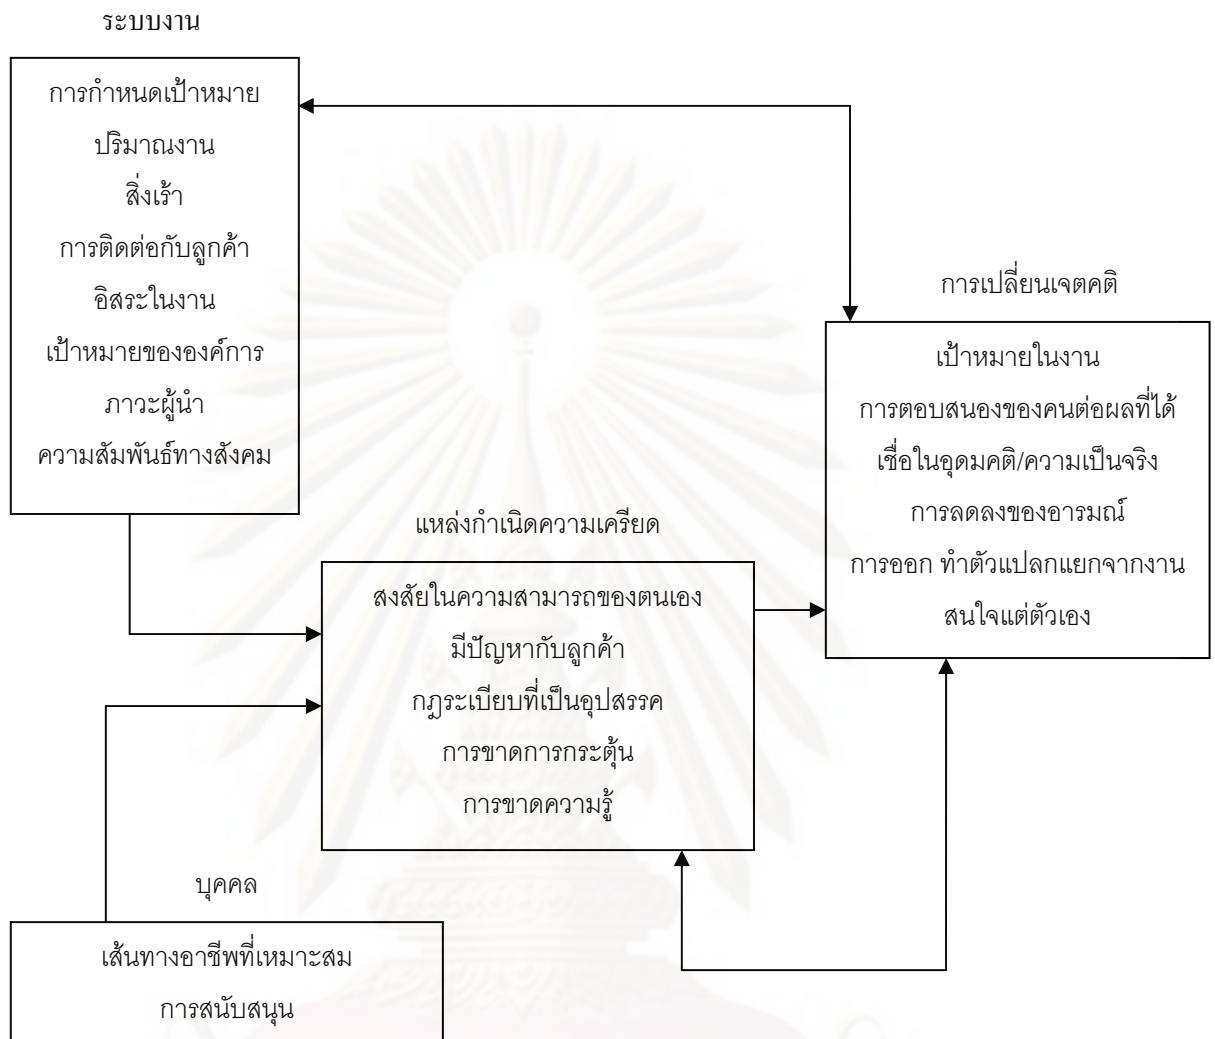 ระบบงาน
การกำหนดเป้าหมาย
ปริมาณงาน
สิ่งเร้า
การติดต่อกับลูกค้า
อิสระในงาน
เป้าหมายขององค์การ
ภาวะผู้นำ
ความสัมพันธ์ทางสังคม
การเปลี่ยนเจตคติ
เป้าหมายในงาน
การตอบสนองของคนต่อผลที่ได้
เชื่อในอุดมคติ/ความเป็นจริง
การลดลงของอารมณ์
การออก ทำตัวแปลกแยกจากงาน
สนใจแต่ตัวเอง
แหล่งกำเนิดความเครียด
สงสัยในความสามารถของตนเอง
มีปัญหากับลูกค้า
กฎระเบียบที่เป็นอุปสรรค
การขาดการกระตุ้น
การขาดความรู้
บุคคล
เส้นทางอาชีพที่เหมาะสม
การสนับสนุน